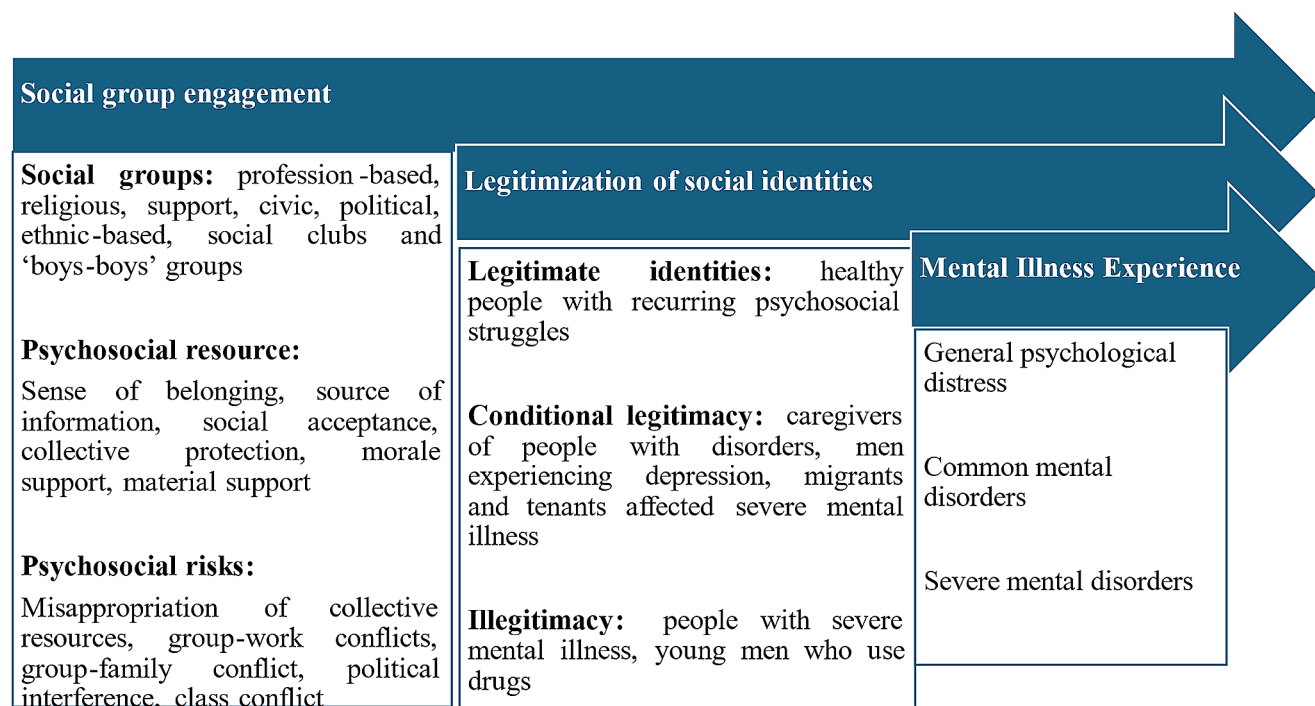 Social group engagement
Social groups: profession-based,
religious, support, civic, political,
ethnic-based, social clubs and
‘boys-boys’ groups
Psychosocial resource:
Sense of belonging, source of
information, social acceptance,
collective protection, morale
support, material support
Psychosocial risks:
Misappropriation of collective
resources, group-work conflicts,
group-family conflict, political
interference, class conflict
Legitimization of social identities
Legitimate identities: healthy
people with recurring psychosocial
struggles
Conditional legitimacy: caregivers
of people with disorders, men
experiencing depression, migrants
and tenants affected severe mental
illness
Illegitimacy: people with severe
mental illness, young men who use
drugs
Mental Illness Experience
General psychological
distress
Common mental
disorders
Severe mental disorders